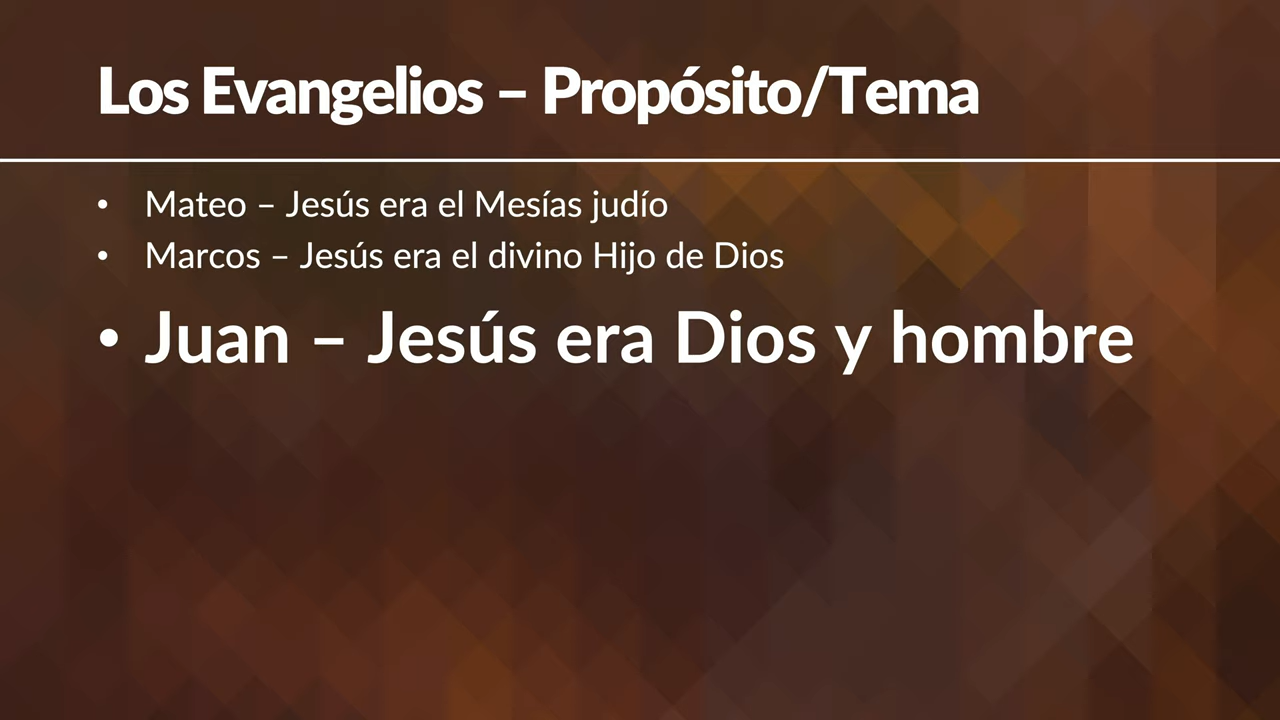 Los Evangelios – Propósito/Tema
• Mateo – Jesús era el Mesías judío
• Marcos – Jesús era el divino Hijo de Dios
• Juan – Jesús era Dios y hombre